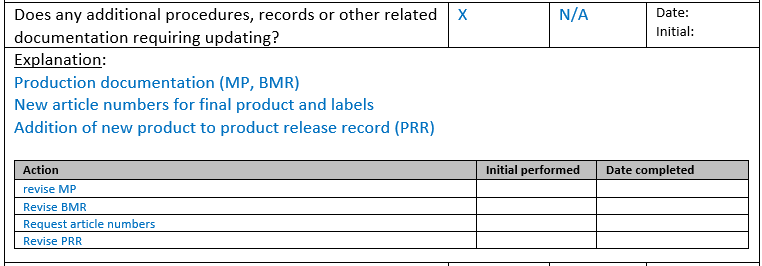 Does any additional procedures, records or other related X N/A Date:
documentation requiring updating? Initial:
Explanation:
Production documentation (MP, BMR)
New article numbers for final product and labels
Addition of new product to product release record (PRR)
Action Initial performed Date completed
revise MP
Revise BMR
Request article numbers
Revise PRR